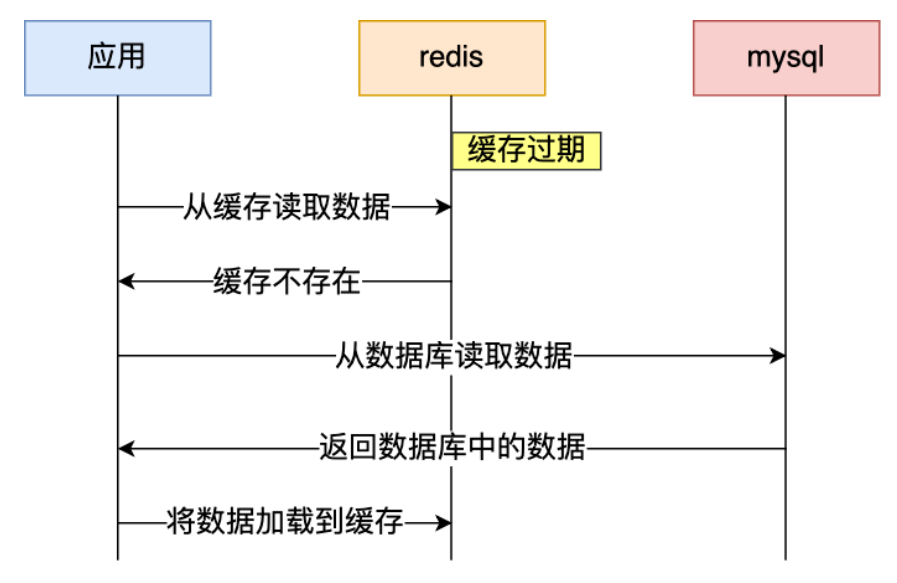 应用
redis
mysql
缓存过期
从缓存读取数据
缓存不存在
从数据库读取数据
返回数据库中的数据
将数据加载到缓存